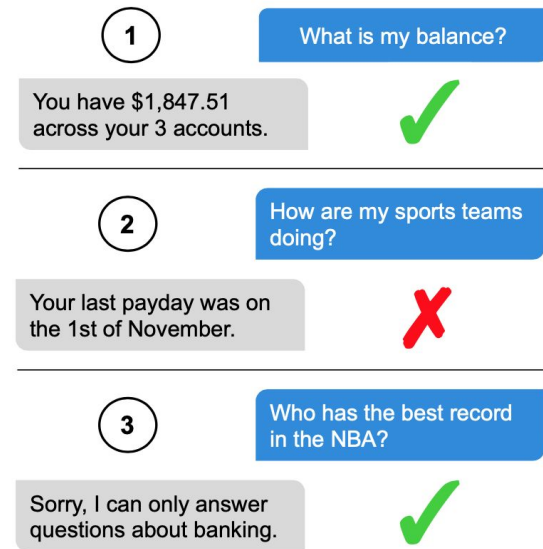 1
What is my balance?
You have $1,847.51
across your 3 accounts.
2
How are my sports teams
doing?
Your last payday was on
the 1st of November.
3
Who has the best record
in the NBA?
Sorry, I can only answer
questions about banking.